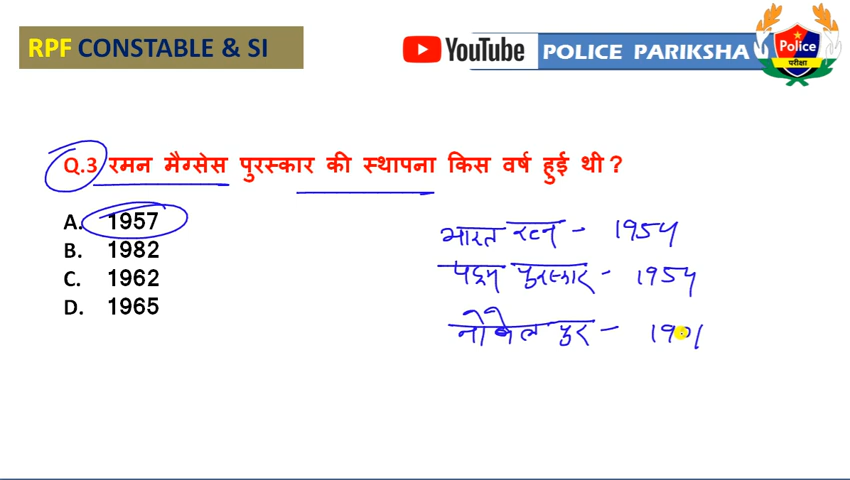 RPF CONSTABLE & SI
YouTube POLICE PARIKSHA
Police
परीक्षा
Q.3 रमन मैग्सेस पुरस्कार की स्थापना किस वर्ष हुई थी?
A. 1957
B. 1982
C. 1962
D. 1965
भारत रत्न - 1954
पद्म पुरस्कार - 1954
नोबेल पुर - 1901